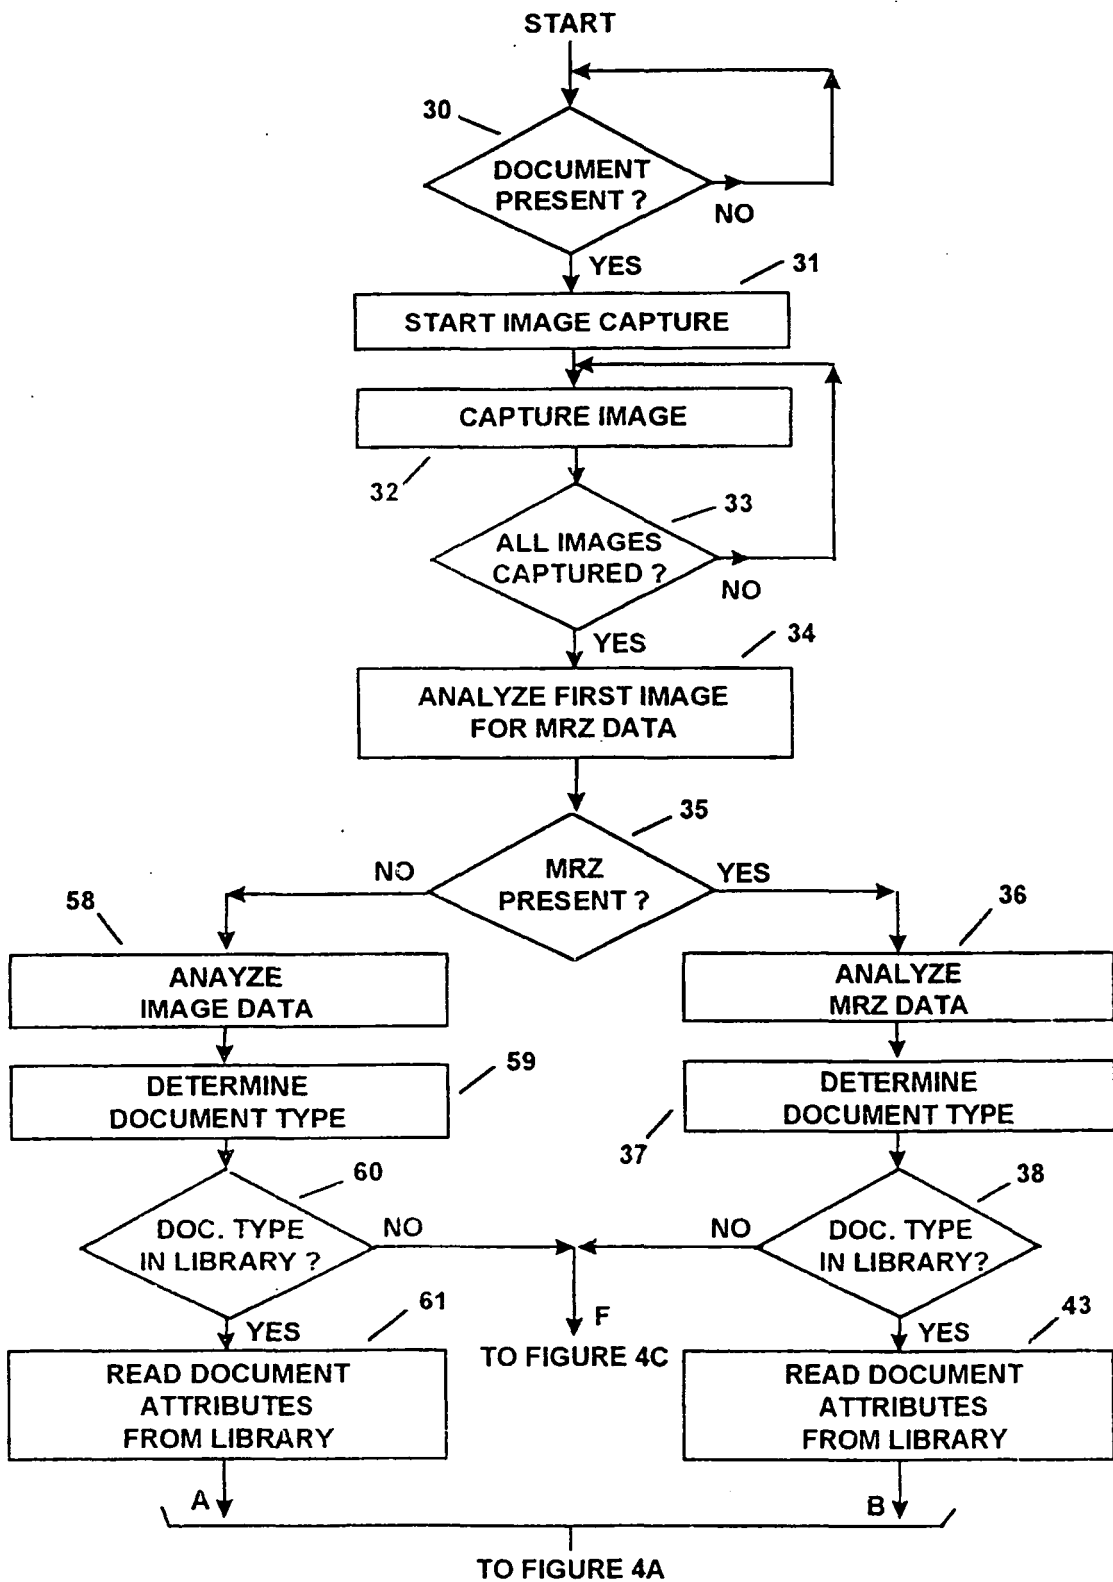 START
30
DOCUMENT
PRESENT ?
NO
YES
31
START IMAGE CAPTURE
CAPTURE IMAGE
32
33
ALL IMAGES
CAPTURED ?
NO
YES
34
ANALYZE FIRST IMAGE
FOR MRZ DATA
35
MRZ
PRESENT ?
NO
YES
58
36
ANAYZE
IMAGE DATA
ANALYZE
MRZ DATA
59
DETERMINE
DOCUMENT TYPE
DETERMINE
DOCUMENT TYPE
37
60
38
DOC. TYPE
IN LIBRARY ?
NO
NO
DOC. TYPE
IN LIBRARY?
61
43
YES
F
YES
TO FIGURE 4C
READ DOCUMENT
ATTRIBUTES
FROM LIBRARY
READ DOCUMENT
ATTRIBUTES
FROM LIBRARY
A
B
TO FIGURE 4A